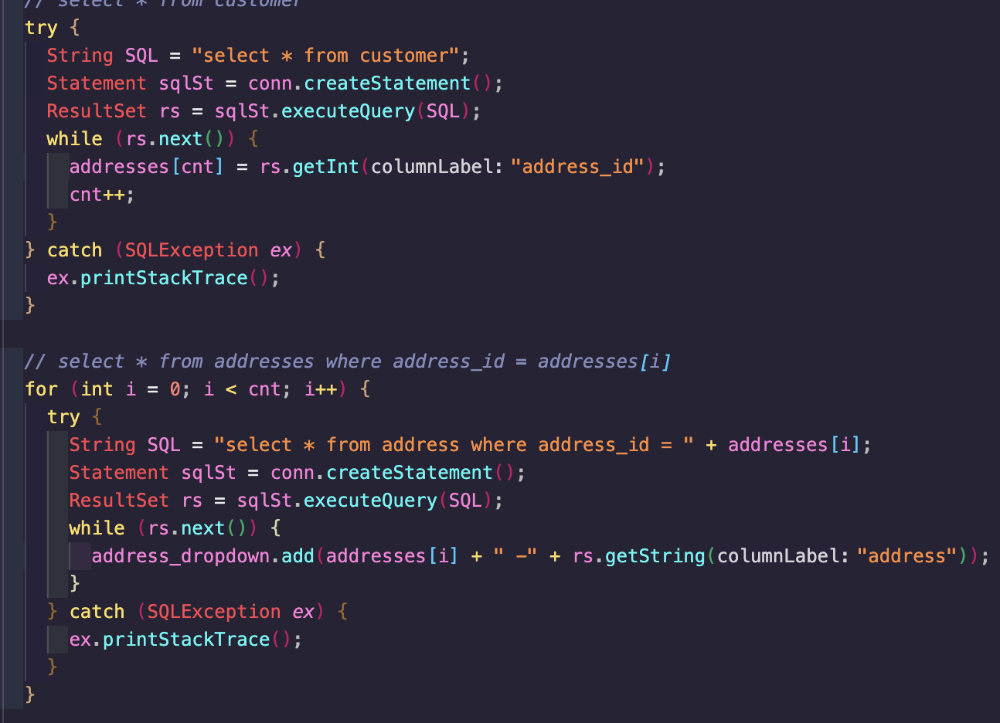 // select * from customer
try {
String SQL = "select * from customer";
Statement sqlSt = conn.createStatement();
ResultSet rs = sqlSt.executeQuery(SQL);
while (rs.next()) {
addresses[cnt] = rs.getInt(columnLabel: "address_id");
cnt++;
}
} catch (SQLException ex) {
ex.printStackTrace();
}
// select * from addresses where address_id = addresses[i]
for (int i = 0; i < cnt; i++) {
try {
String SQL = "select * from address where address_id = " + addresses[i];
Statement sqlSt = conn.createStatement();
ResultSet rs = sqlSt.executeQuery(SQL);
while (rs.next()) {
address_dropdown.add(addresses[i] + " -" + rs.getString(columnLabel: "address"));
}
} catch (SQLException ex) {
ex.printStackTrace();
}
}